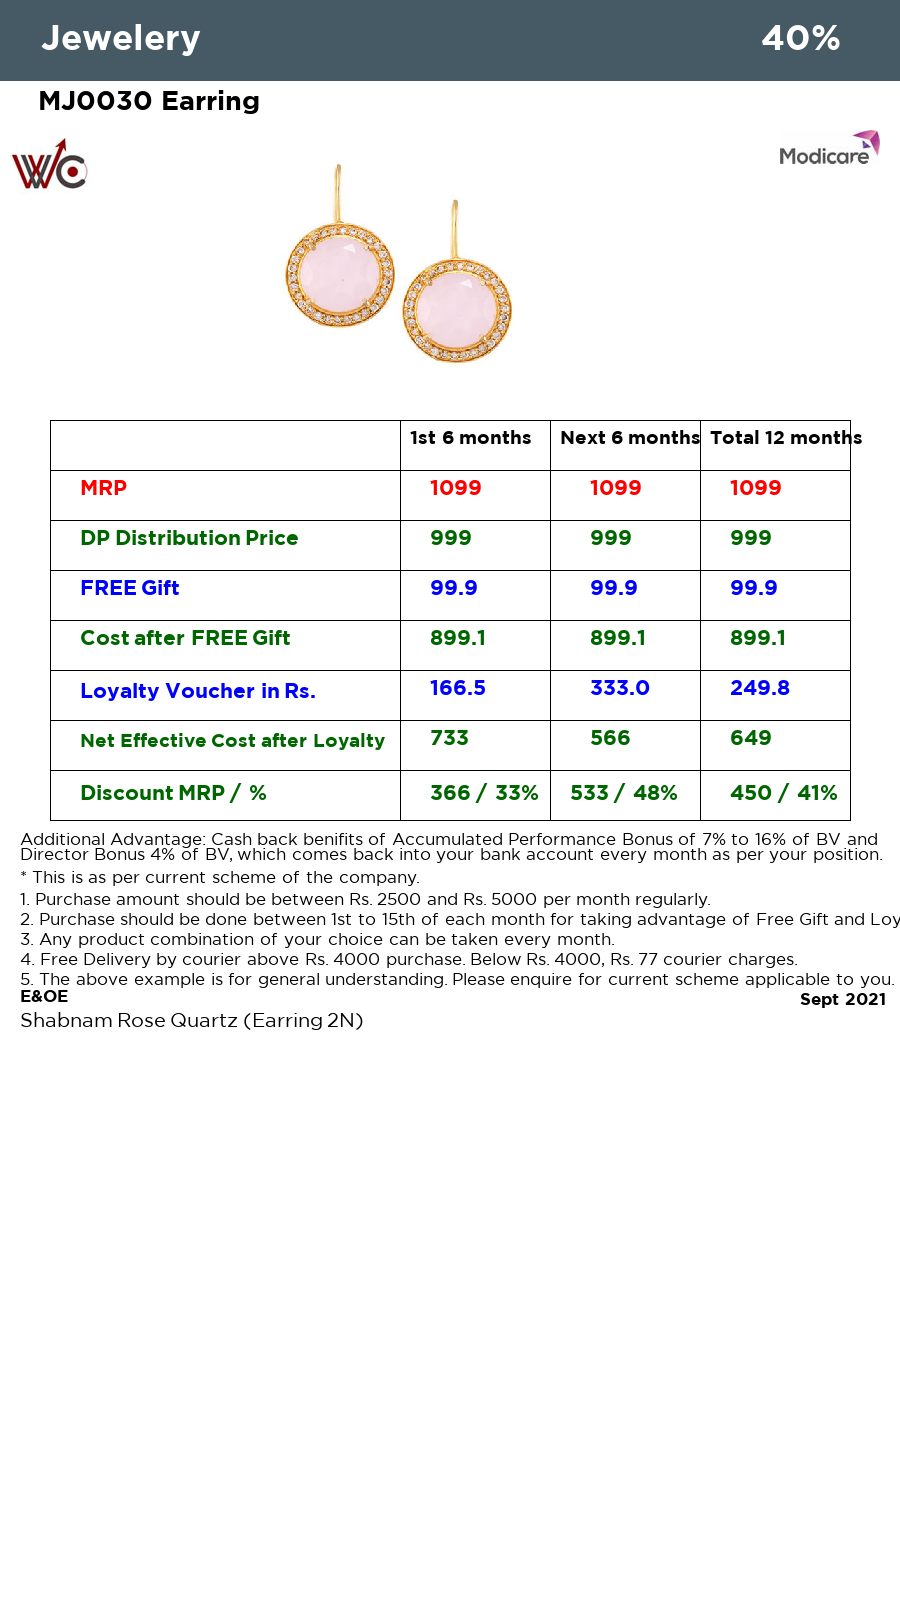 Jewelery 40%
MJ0030 Earring
WC
Modicare
1st 6 months Next 6 months Total 12 months
MRP 1099 1099 1099
DP Distribution Price 999 999 999
FREE Gift 99.9 99.9 99.9
Cost after FREE Gift 899.1 899.1 899.1
Loyalty Voucher in Rs. 166.5 333.0 249.8
Net Effective Cost after Loyalty 733 566 649
Discount MRP / % 366 / 33% 533 / 48% 450 / 41%
Additional Advantage: Cash back benifits of Accumulated Performance Bonus of 7% to 16% of BV and
Director Bonus 4% of BV, which comes back into your bank account every month as per your position.
* This is as per current scheme of the company.
1. Purchase amount should be between Rs. 2500 and Rs. 5000 per month regularly.
2. Purchase should be done between 1st to 15th of each month for taking advantage of Free Gift and Loy
3. Any product combination of your choice can be taken every month.
4. Free Delivery by courier above Rs. 4000 purchase. Below Rs. 4000, Rs. 77 courier charges.
5. The above example is for general understanding. Please enquire for current scheme applicable to you.
E&OE
Sept 2021
Shabnam Rose Quartz (Earring 2N)